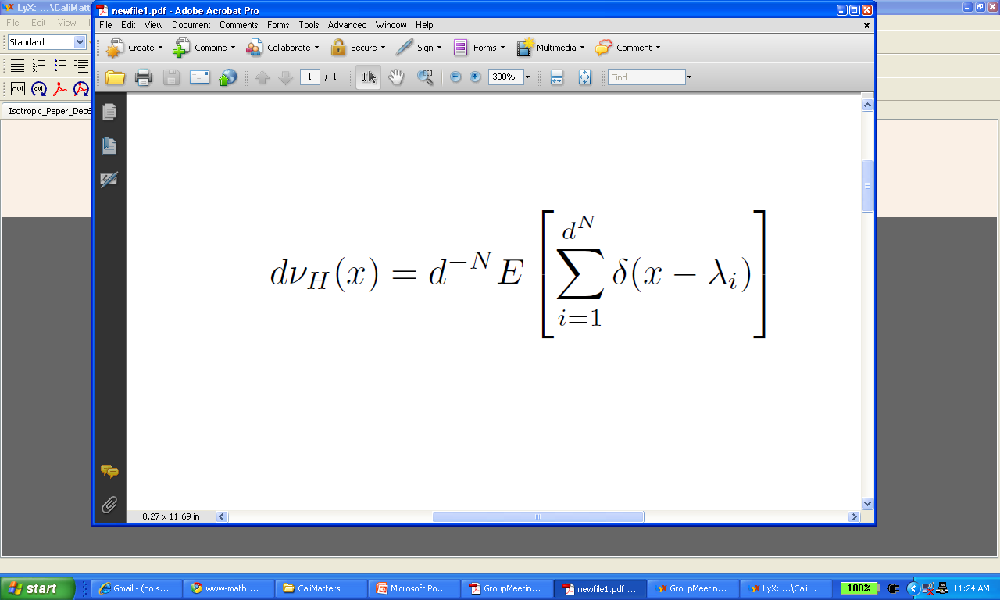 LyX: ...\CaliMatters
newfile1.pdf - Adobe Acrobat Pro
File Edit View
File Edit View Document Comments Forms Tools Advanced Window Help
Standard
Create Combine Collaborate Secure Sign Forms Multimedia Comment
1 / 1 300% Find
dvi dvi
Isotropic_Paper_Dec6
dν_H(x) = d^{-N} E [ ∑_{i=1}^{d^N} δ(x − λ_i) ]
8.27 x 11.69 in
start Gmail - (no s... www-math.... CaliMatters Microsoft Po... GroupMeetin... newfile1.pdf ... GroupMeetin... LyX: ...\Cali... 100% 11:24 AM